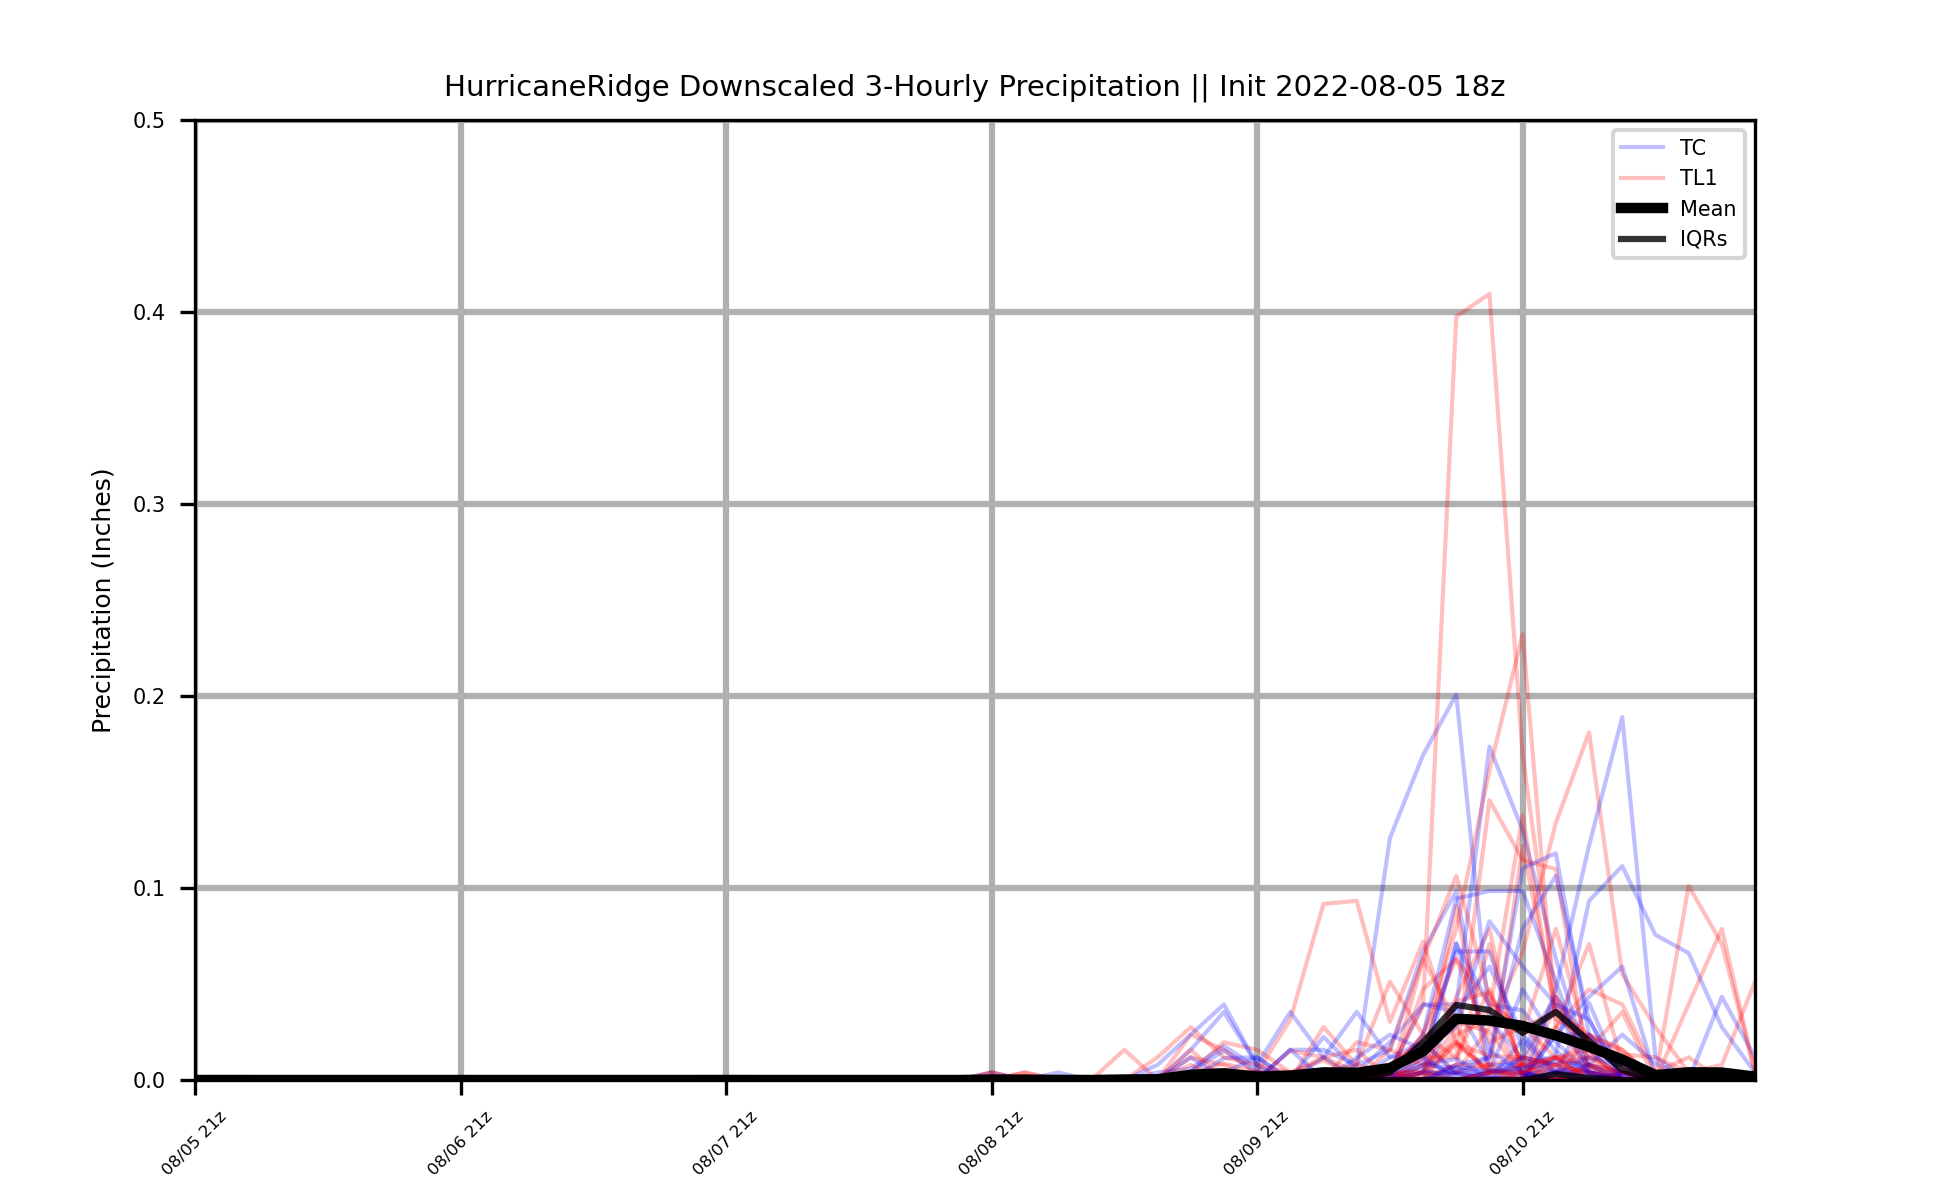 HurricaneRidge Downscaled 3-Hourly Precipitation || Init 2022-08-05 18z
0.5
0.4
0.3
0.2
0.1
0.0
Precipitation (Inches)
TC
TL1
Mean
IQRs
08/05 21z
08/06 21z
08/07 21z
08/08 21z
08/09 21z
08/10 21z